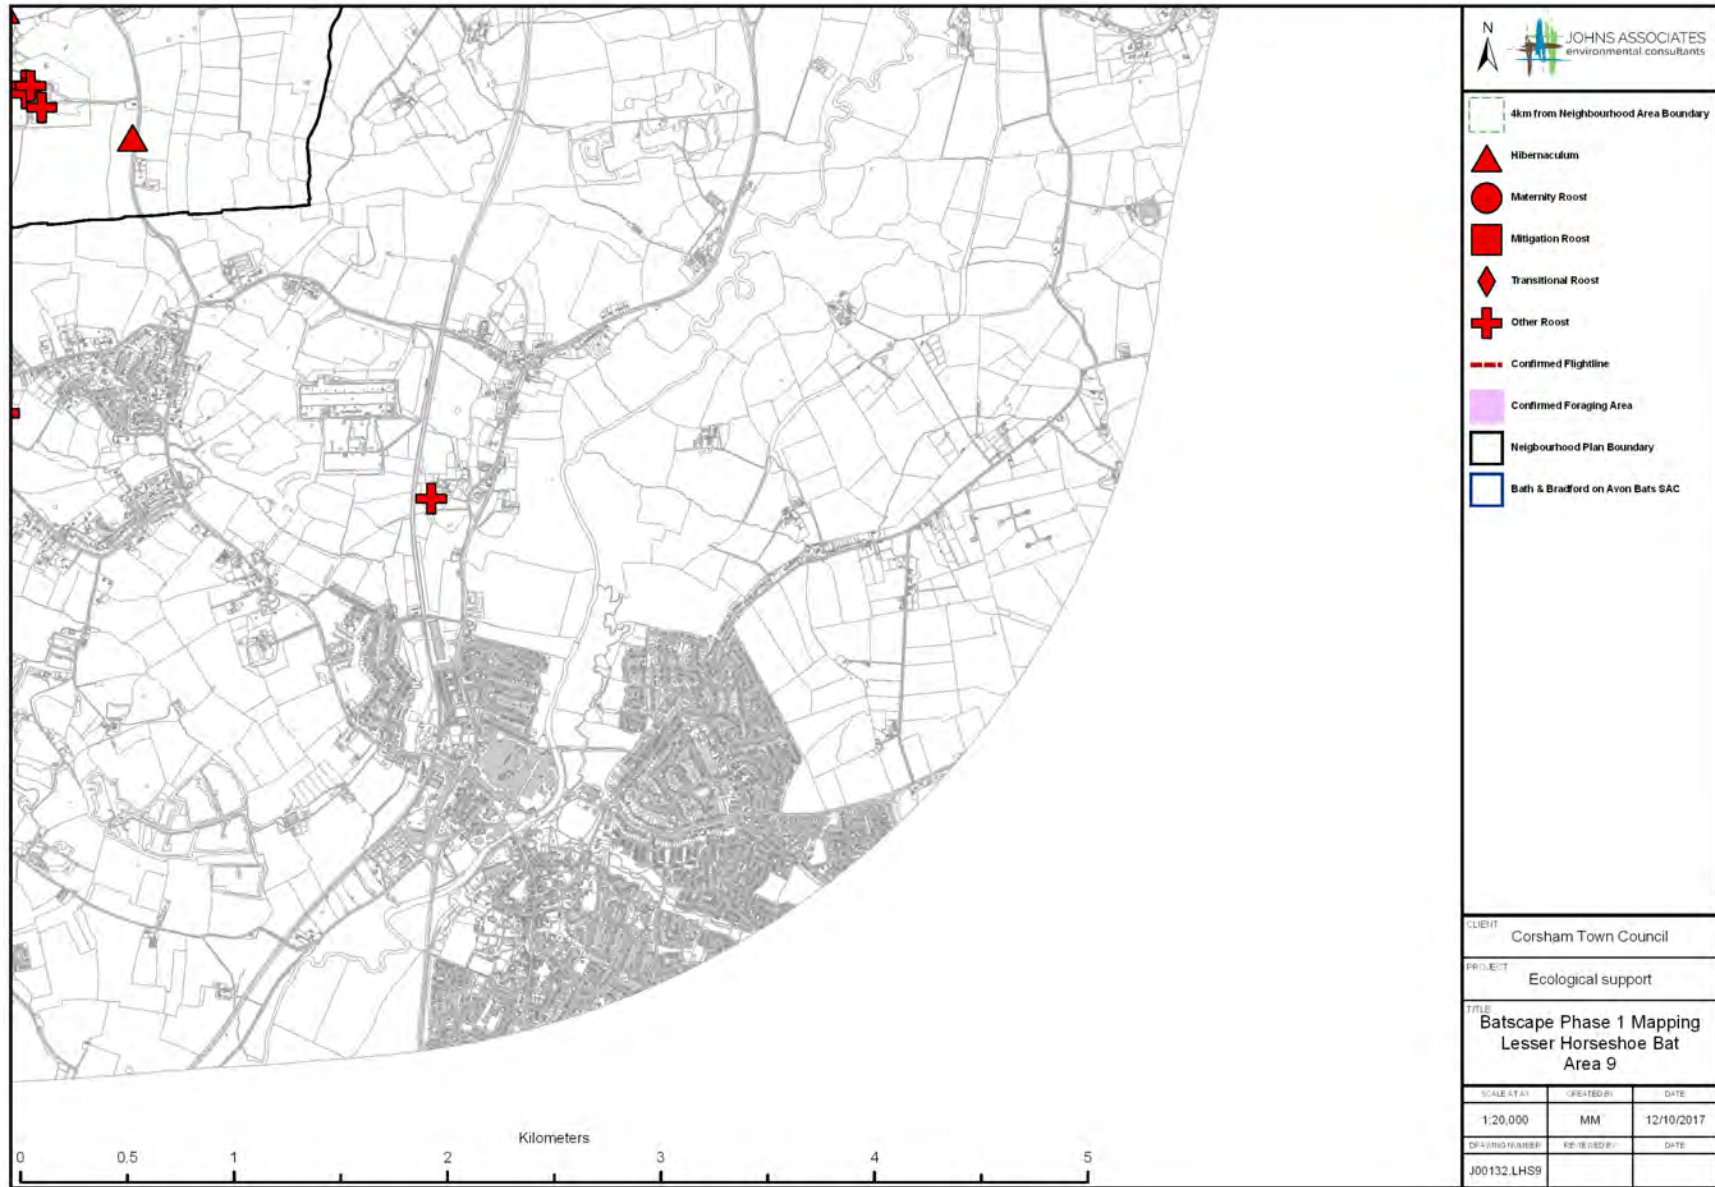 N
JOHNS ASSOCIATES
environmental consultants
4km from Neighbourhood Area Boundary
Hibernaculum
Maternity Roost
Mitigation Roost
Transitional Roost
Other Roost
Confirmed Flightline
Confirmed Foraging Area
Neigbourhood Plan Boundary
Bath & Bradford on Avon Bats SAC
CLIENT
Corsham Town Council
PROJECT
Ecological support
TITLE
Batscape Phase 1 Mapping
Lesser Horseshoe Bat
Area 9
SCALE AT A1 CREATED BY DATE
1:20,000 MM 12/10/2017
DRAWING NUMBER REVIEWED BY DATE
J00132.LHS9
Kilometers
0 0.5 1 2 3 4 5